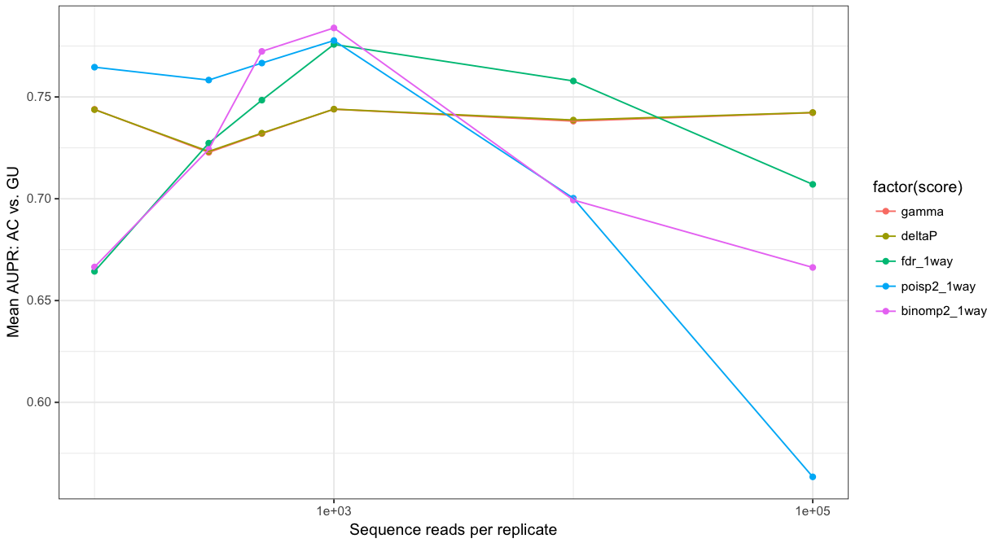 Mean AUPR: AC vs. GU
0.75
0.70
0.65
0.60
1e+03
1e+05
Sequence reads per replicate
factor(score)
gamma
deltaP
fdr_1way
poisp2_1way
binomp2_1way